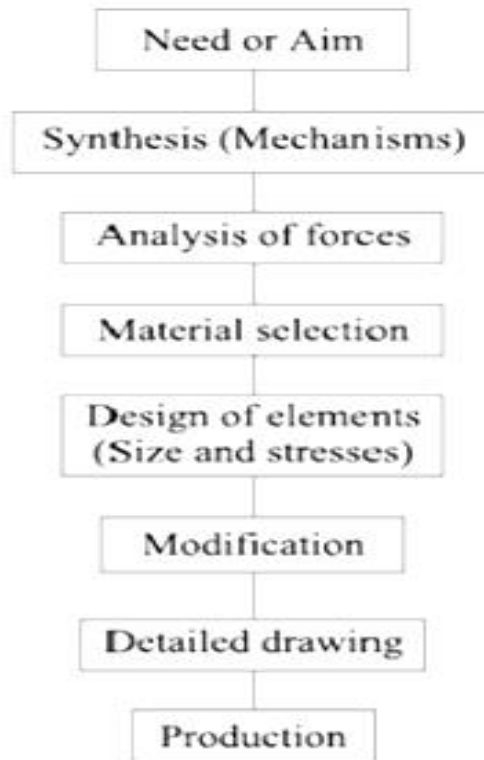 Need or Aim
Synthesis (Mechanisms)
Analysis of forces
Material selection
Design of elements
(Size and stresses)
Modification
Detailed drawing
Production